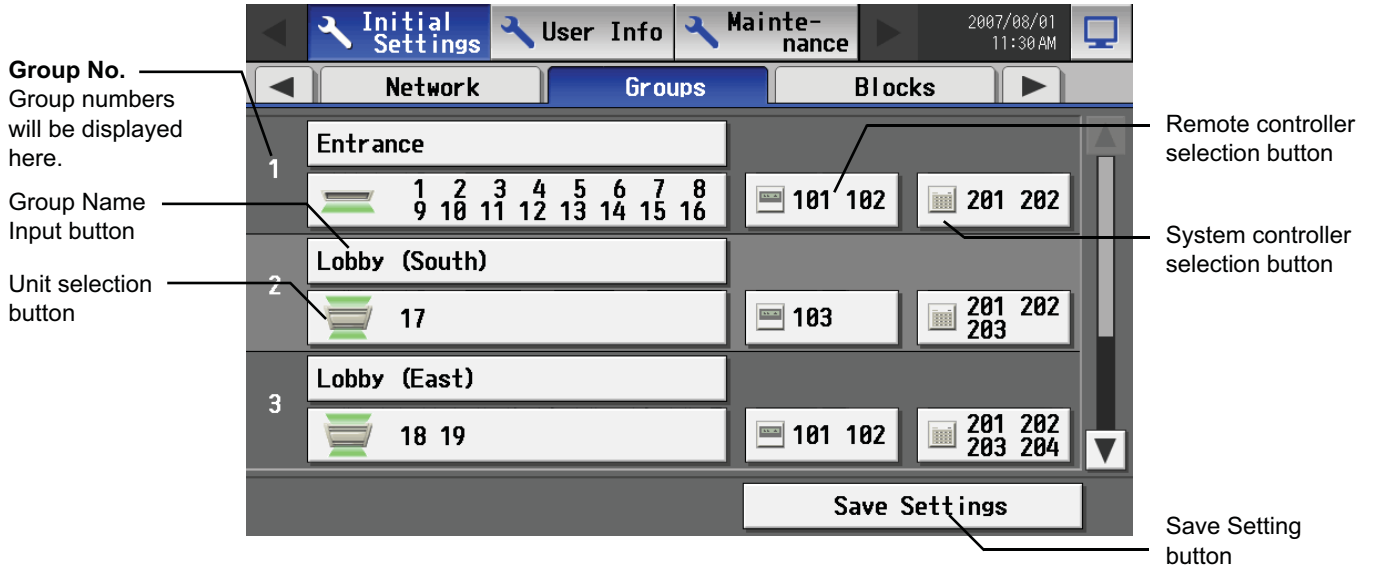 Initial
Settings
User Info
Mainte-
nance
2007/08/01
11:30 AM
Network
Groups
Blocks
Group No.
Group numbers
will be displayed
here.
Group Name
Input button
Unit selection
button
1
Entrance
1 2 3 4 5 6 7 8
9 10 11 12 13 14 15 16
101 102
201 202
2
Lobby (South)
17
103
201 202
203
3
Lobby (East)
18 19
101 102
201 202
203 204
Save Settings
Remote controller
selection button
System controller
selection button
Save Setting
button